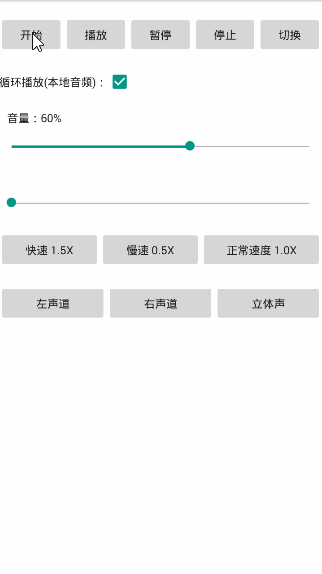 开始 播放 暂停 停止 切换
循环播放(本地音频)：
音量：60%
快速 1.5X 慢速 0.5X 正常速度 1.0X
左声道 右声道 立体声